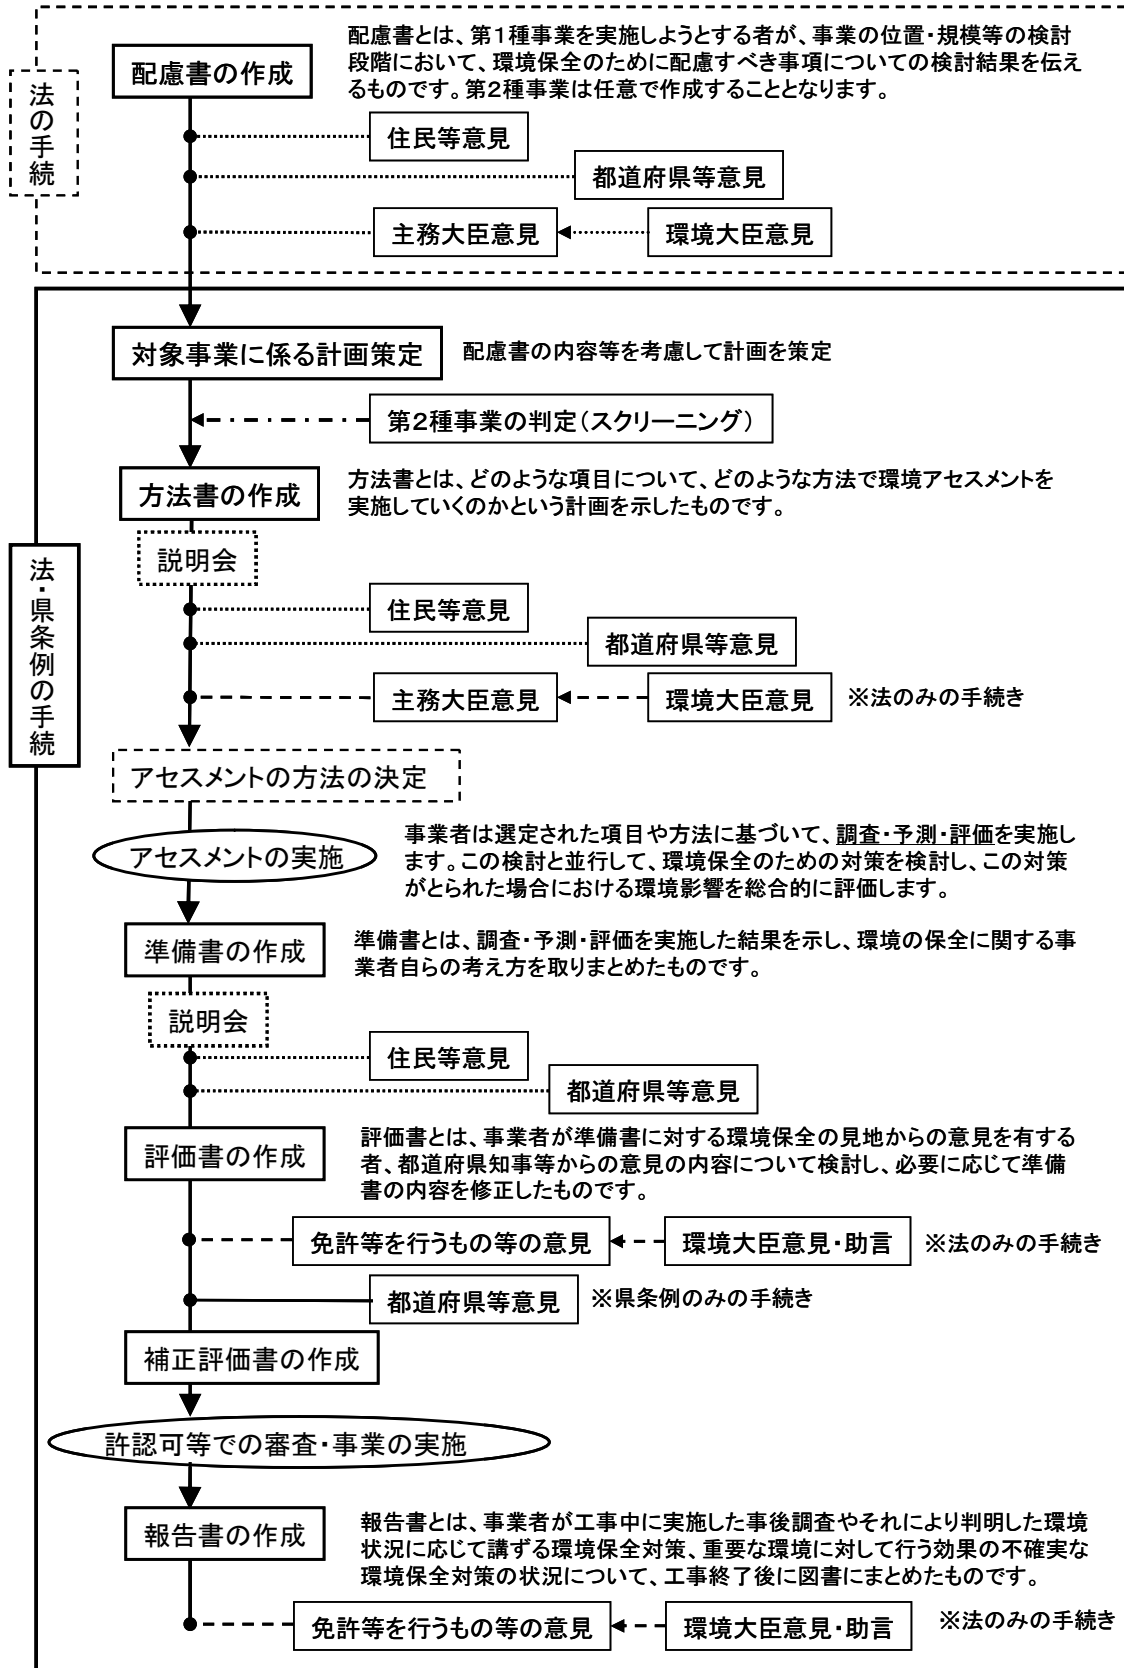 法の手続
配慮書の作成
配慮書とは、第1種事業を実施しようとする者が、事業の位置・規模等の検討
段階において、環境保全のために配慮すべき事項についての検討結果を伝え
るものです。第2種事業は任意で作成することとなります。
住民等意見
都道府県等意見
主務大臣意見
環境大臣意見
法・県条例の手続
対象事業に係る計画策定
配慮書の内容等を考慮して計画を策定
第2種事業の判定(スクリーニング)
方法書の作成
方法書とは、どのような項目について、どのような方法で環境アセスメントを
実施していくのかという計画を示したものです。
説明会
住民等意見
都道府県等意見
主務大臣意見
環境大臣意見
※法のみの手続き
アセスメントの方法の決定
アセスメントの実施
事業者は選定された項目や方法に基づいて、調査・予測・評価を実施し
ます。この検討と並行して、環境保全のための対策を検討し、この対策
がとられた場合における環境影響を総合的に評価します。
準備書の作成
準備書とは、調査・予測・評価を実施した結果を示し、環境の保全に関する事
業者自らの考え方を取りまとめたものです。
説明会
住民等意見
都道府県等意見
評価書の作成
評価書とは、事業者が準備書に対する環境保全の見地からの意見を有する
者、都道府県知事等からの意見の内容について検討し、必要に応じて準備
書の内容を修正したものです。
免許等を行うもの等の意見
環境大臣意見・助言
※法のみの手続き
都道府県等意見
※県条例のみの手続き
補正評価書の作成
許認可等での審査・事業の実施
報告書の作成
報告書とは、事業者が工事中に実施した事後調査やそれにより判明した環境
状況に応じて講ずる環境保全対策、重要な環境に対して行う効果の不確実な
環境保全対策の状況について、工事終了後に図書にまとめたものです。
免許等を行うもの等の意見
環境大臣意見・助言
※法のみの手続き